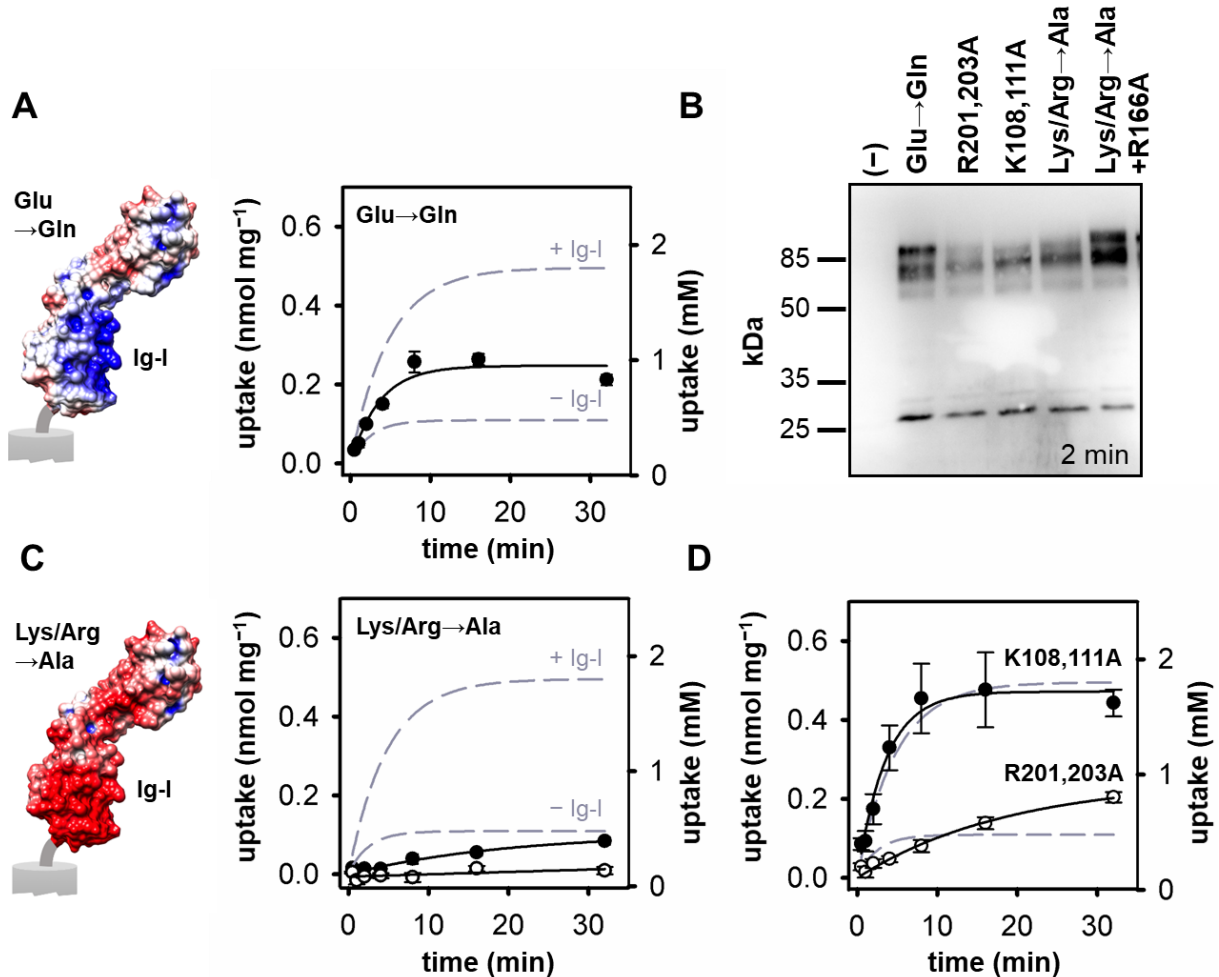 A
Glu
→Gln
Ig-I
Glu→Gln
+ Ig-I
− Ig-I
uptake (nmol mg⁻¹)
0.6
0.4
0.2
0.0
uptake (mM)
2
1
0
0 10 20 30
time (min)
B
(−)
Glu→Gln
R201,203A
K108,111A
Lys/Arg→Ala
Lys/Arg→Ala
+R166A
kDa
85
50
35
25
2 min
C
Lys/Arg
→Ala
Ig-I
Lys/Arg→Ala
+ Ig-I
− Ig-I
uptake (nmol mg⁻¹)
0.6
0.4
0.2
0.0
uptake (mM)
2
1
0
0 10 20 30
time (min)
D
K108,111A
R201,203A
uptake (nmol mg⁻¹)
0.6
0.4
0.2
0.0
uptake (mM)
2
1
0
0 10 20 30
time (min)